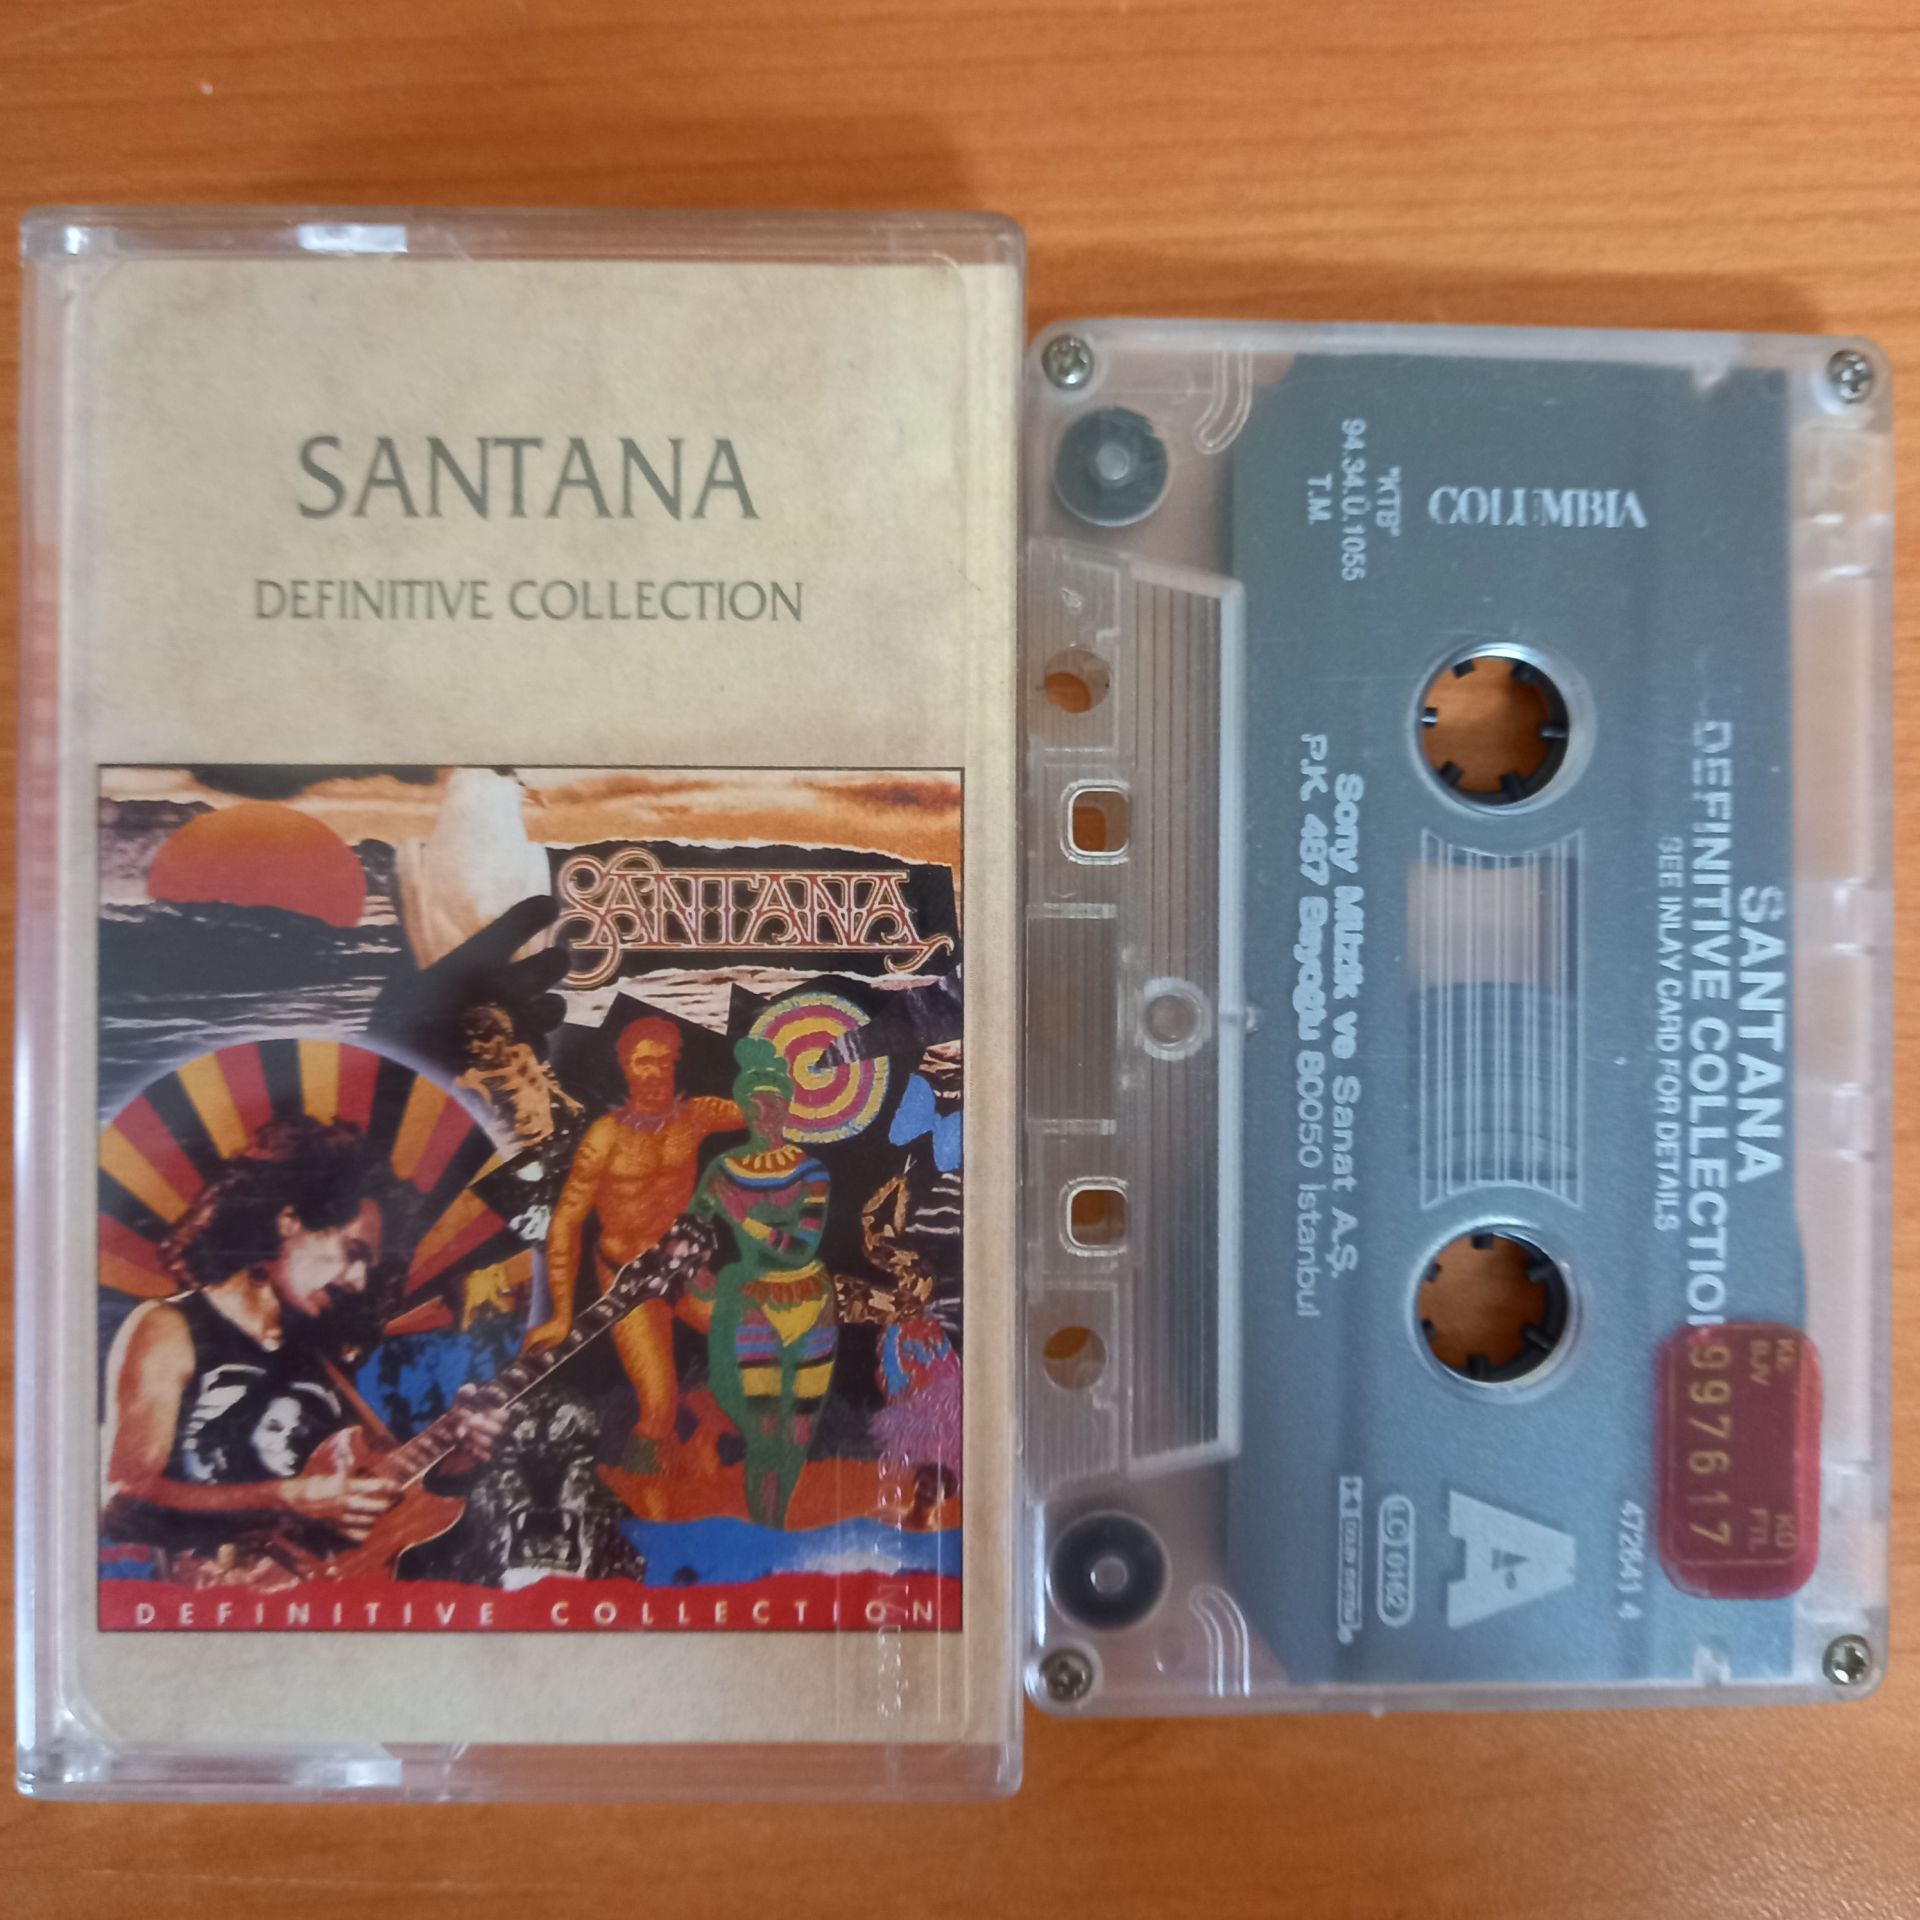 SANTANA
DEFINITIVE COLLECTION
SANTANA
DEFINITIVE COLLECTION
SANTANA
DEFINITIVE COLLECTION
SEE INLAY CARD FOR DETAILS
COLUMBIA
"KTB"
94.34.Ü.1055
T.M.
Sony Müzik ve Sanat A.Ş.
P.K. 487 Beyoğlu 80050 İstanbul
A
472641 4
LC 0162
997617